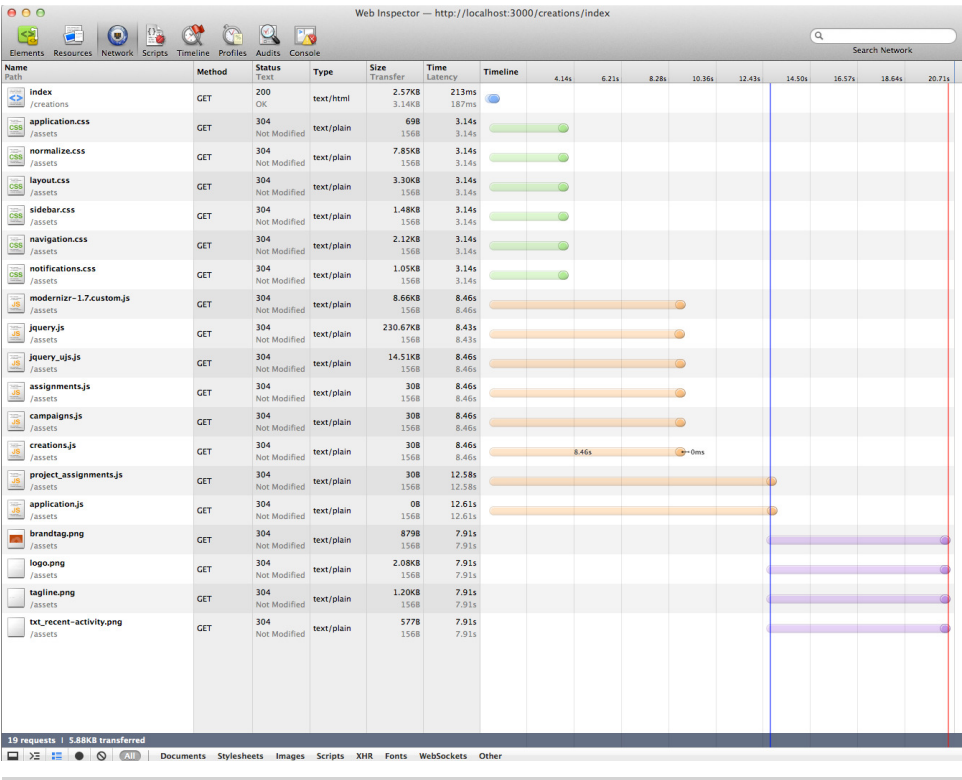 Web Inspector — http://localhost:3000/creations/index
Elements Resources Network Scripts Timeline Profiles Audits Console
Search Network
Name Method Status Type Size Time Timeline
Path Text Transfer Latency
4.14s 6.21s 8.28s 10.36s 12.43s 14.50s 16.57s 18.64s 20.71s
index GET 200 text/html 2.57KB 213ms
/creations OK 3.14KB 187ms
application.css GET 304 text/plain 69B 3.14s
/assets Not Modified 156B 3.14s
normalize.css GET 304 text/plain 7.85KB 3.14s
/assets Not Modified 156B 3.14s
layout.css GET 304 text/plain 3.30KB 3.14s
/assets Not Modified 156B 3.14s
sidebar.css GET 304 text/plain 1.48KB 3.14s
/assets Not Modified 156B 3.14s
navigation.css GET 304 text/plain 2.12KB 3.14s
/assets Not Modified 156B 3.14s
notifications.css GET 304 text/plain 1.05KB 3.14s
/assets Not Modified 156B 3.14s
modernizr-1.7.custom.js GET 304 text/plain 8.66KB 8.46s
/assets Not Modified 156B 8.46s
jquery.js GET 304 text/plain 230.67KB 8.43s
/assets Not Modified 156B 8.43s
jquery_ujs.js GET 304 text/plain 14.51KB 8.46s
/assets Not Modified 156B 8.46s
assignments.js GET 304 text/plain 30B 8.46s
/assets Not Modified 156B 8.46s
campaigns.js GET 304 text/plain 30B 8.46s
/assets Not Modified 156B 8.46s
creations.js GET 304 text/plain 30B 8.46s 8.46s 0ms
/assets Not Modified 156B 8.46s
project_assignments.js GET 304 text/plain 30B 12.58s
/assets Not Modified 156B 12.58s
application.js GET 304 text/plain 0B 12.61s
/assets Not Modified 156B 12.61s
brandtag.png GET 304 text/plain 879B 7.91s
/assets Not Modified 156B 7.91s
logo.png GET 304 text/plain 2.08KB 7.91s
/assets Not Modified 156B 7.91s
tagline.png GET 304 text/plain 1.20KB 7.91s
/assets Not Modified 156B 7.91s
txt_recent-activity.png GET 304 text/plain 577B 7.91s
/assets Not Modified 156B 7.91s
19 requests | 5.88KB transferred
All Documents Stylesheets Images Scripts XHR Fonts WebSockets Other